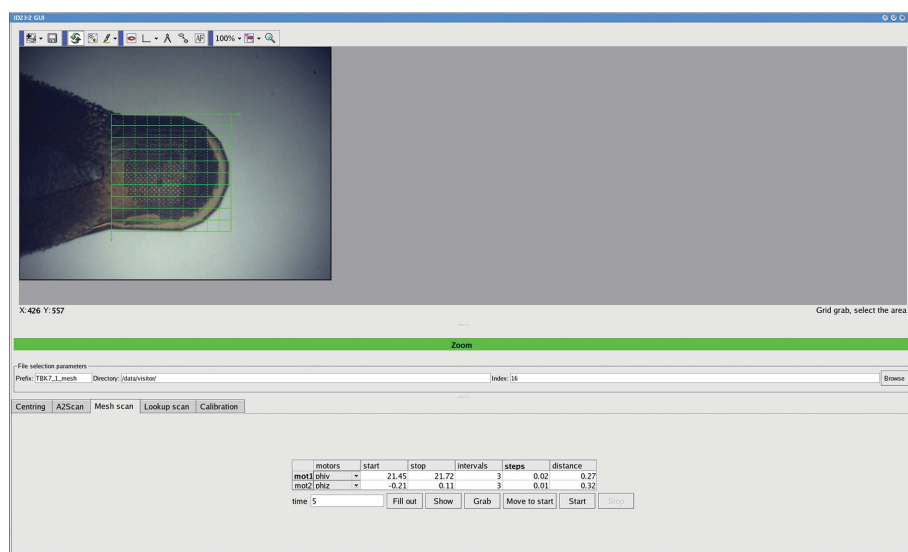 ID23-2 GUI
AF 100%
X: 426 Y: 557 Grid grab, select the area
Zoom
File selection parameters
Prefix: TBK7_1_mesh Directory: /data/visitor/ Index: 16 Browse
Centring A2Scan Mesh scan Lookup scan Calibration
motors start stop intervals steps distance
mot1 phiv 21.45 21.72 3 0.02 0.27
mot2 phiz -0.21 0.11 3 0.01 0.32
time 5 Fill out Show Grab Move to start Start Stop